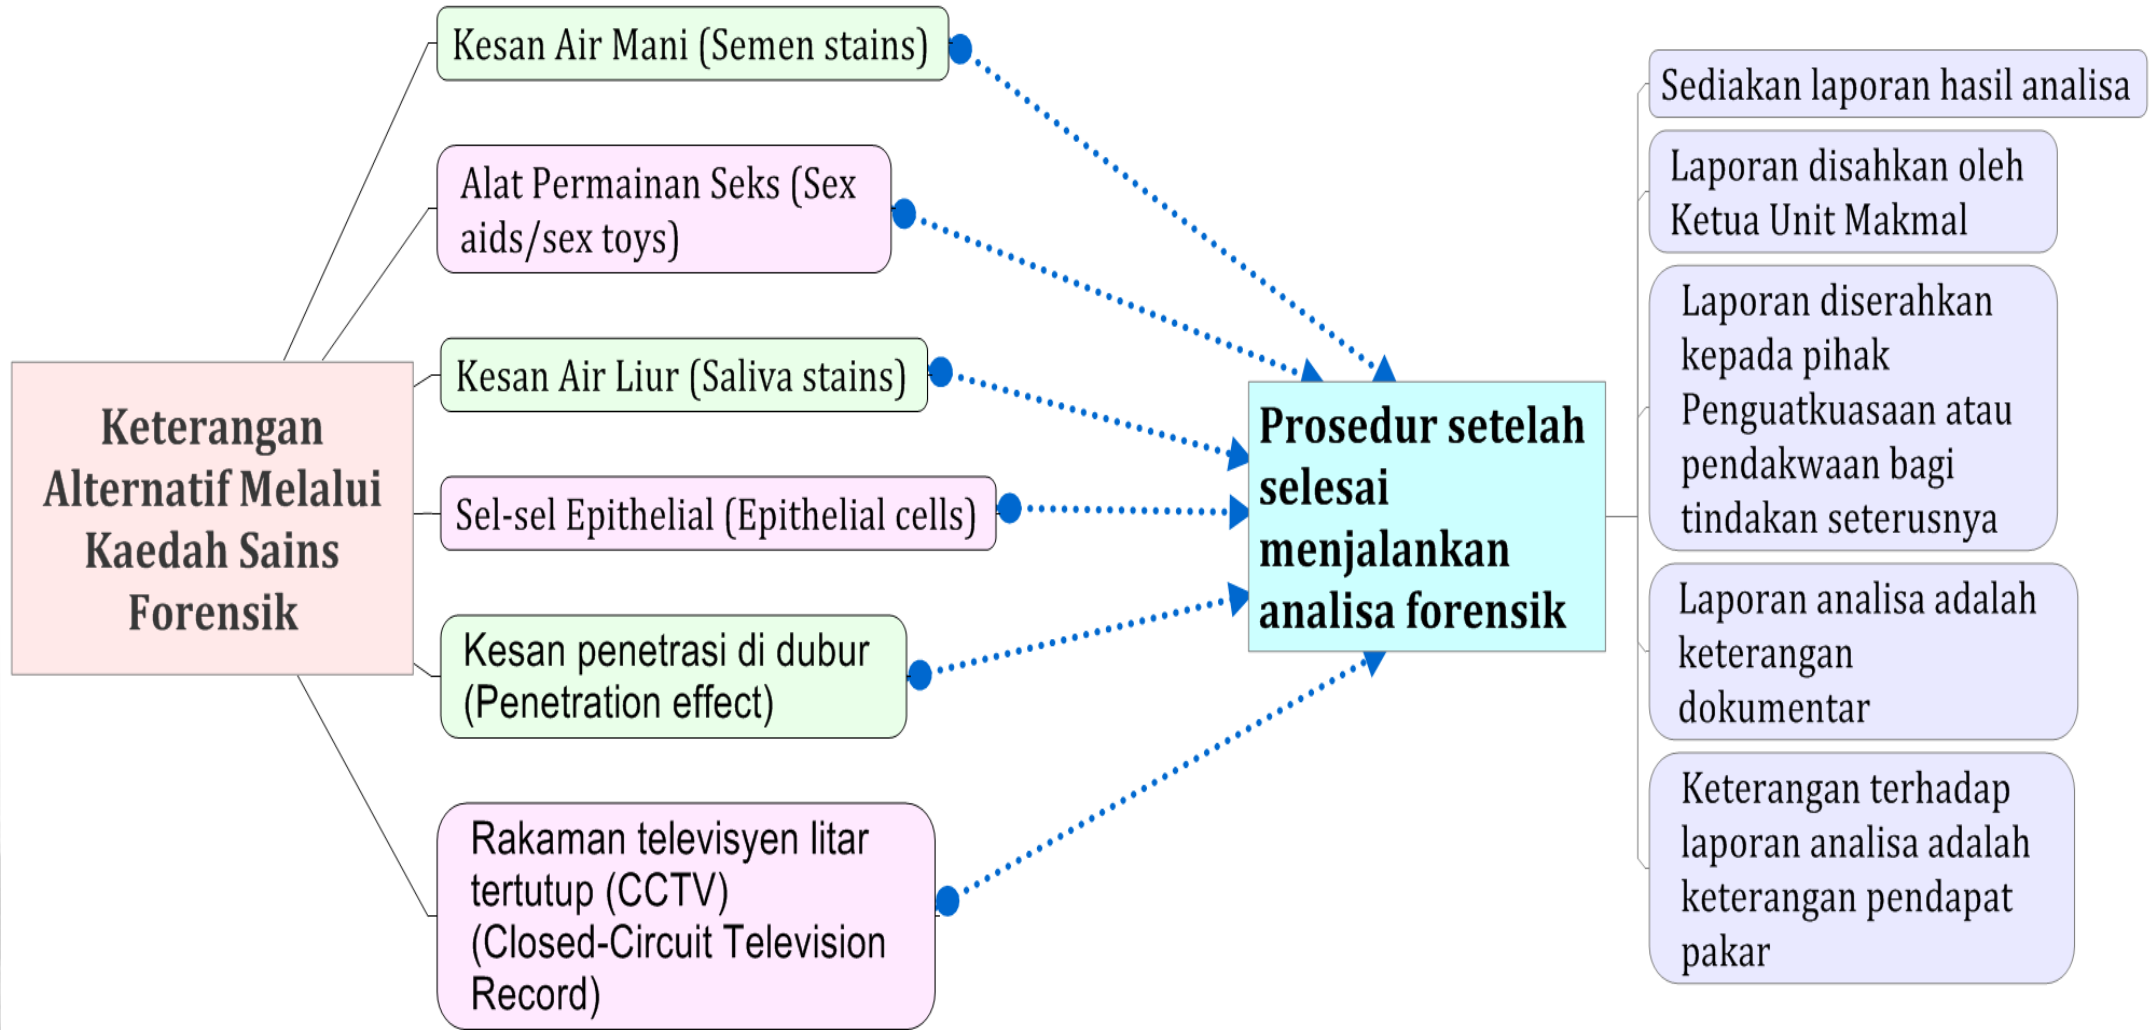 Keterangan
Alternatif Melalui
Kaedah Sains
Forensik
Kesan Air Mani (Semen stains)
Alat Permainan Seks (Sex
aids/sex toys)
Kesan Air Liur (Saliva stains)
Sel-sel Epithelial (Epithelial cells)
Kesan penetrasi di dubur
(Penetration effect)
Rakaman televisyen litar
tertutup (CCTV)
(Closed-Circuit Television
Record)
Prosedur setelah
selesai
menjalankan
analisa forensik
Sediakan laporan hasil analisa
Laporan disahkan oleh
Ketua Unit Makmal
Laporan diserahkan
kepada pihak
Penguatkuasaan atau
pendakwaan bagi
tindakan seterusnya
Laporan analisa adalah
keterangan
dokumentar
Keterangan terhadap
laporan analisa adalah
keterangan pendapat
pakar